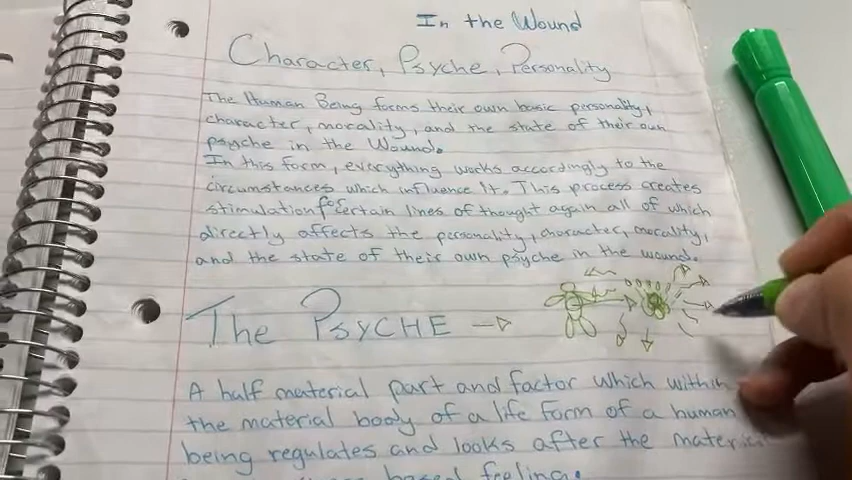 In the Wound
Character, Psyche, Personality
The Human Being forms their own basic personality,
character, morality, and the state of their own
psyche in the Wound.
In this form, everything works accordingly to the
circumstances which influence it. This process creates
stimulation for certain lines of thought again all of which
directly affects the personality, character, morality,
and the state of their own psyche in the wound.
The PSYCHE
A half material part and factor which within
the material body of a life form of a human
being regulates and looks after the material
based feeling.